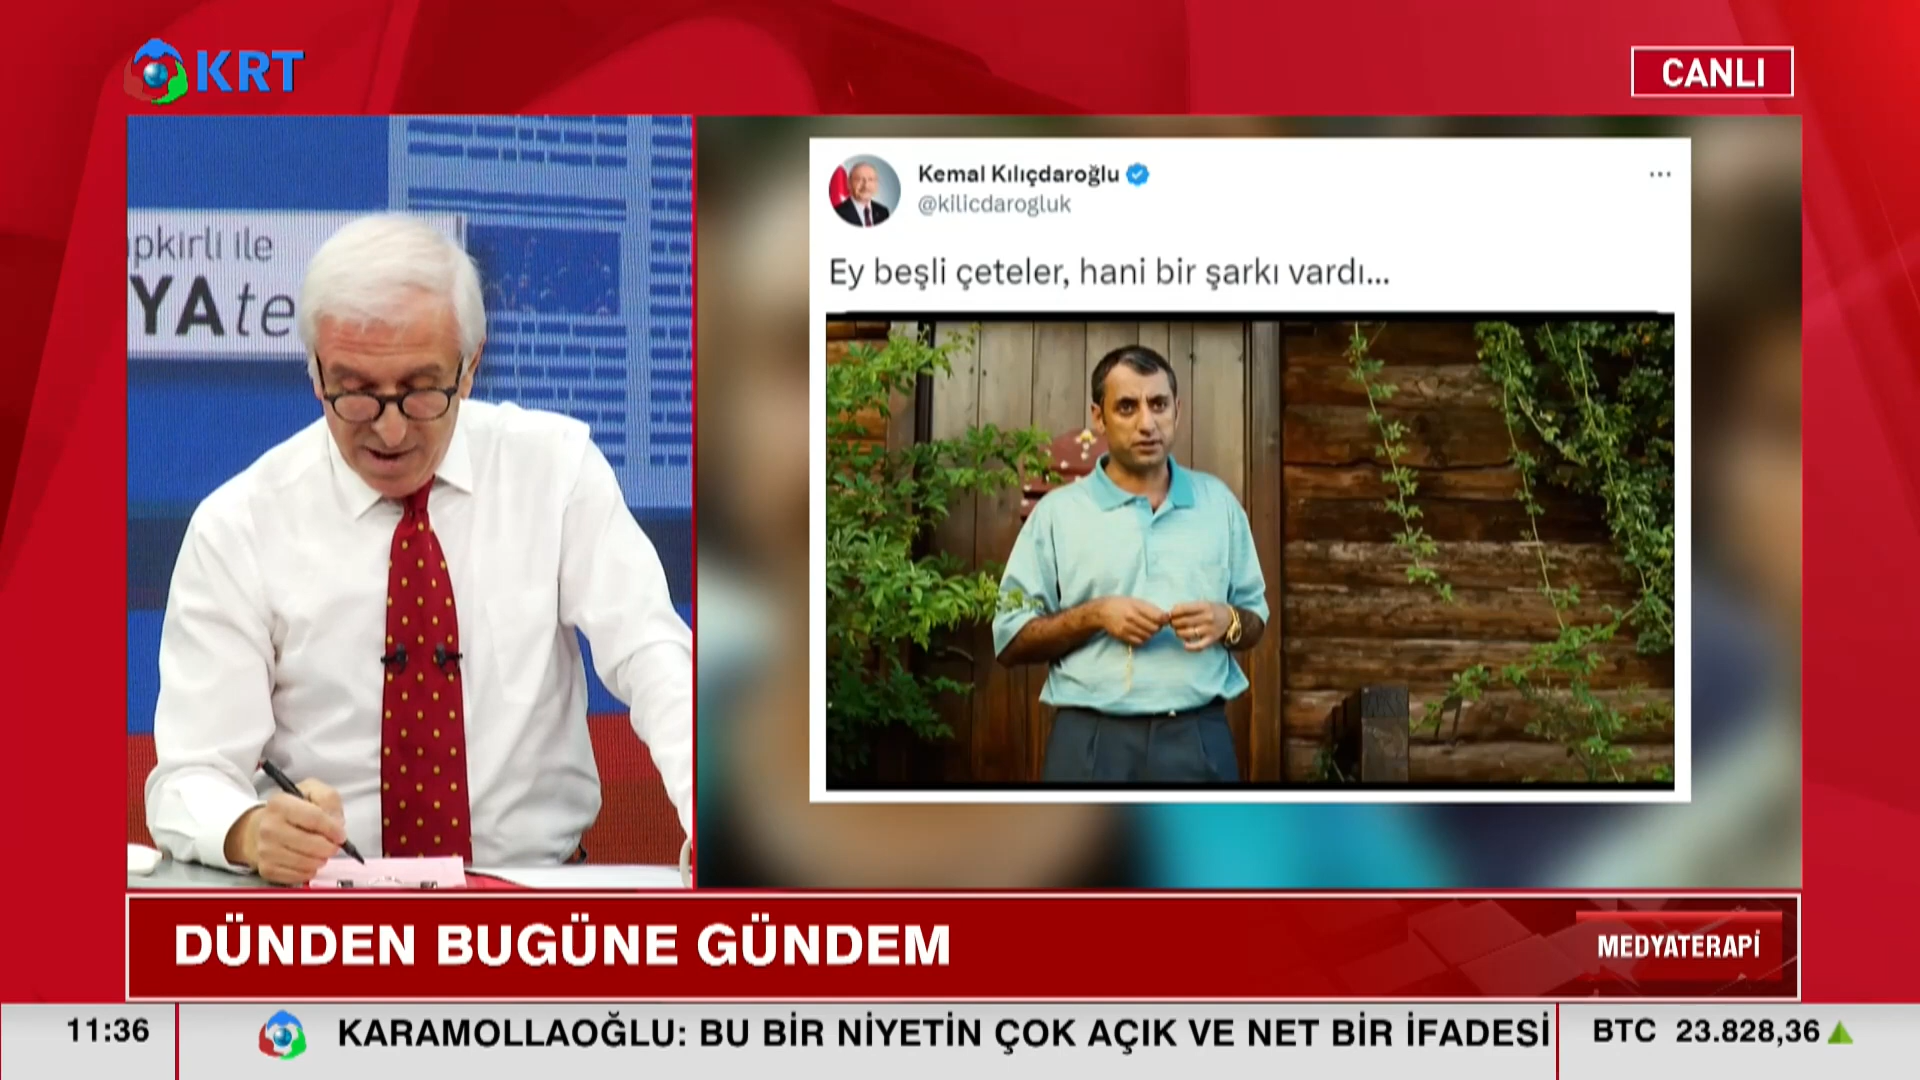 KRT
CANLI
pkirli ile
YAte
Kemal Kılıçdaroğlu
@kilicdarogluk
Ey beşli çeteler, hani bir şarkı vardı...
DÜNDEN BUGÜNE GÜNDEM
MEDYATERAPİ
11:36
KARAMOLLAOĞLU: BU BİR NİYETİN ÇOK AÇIK VE NET BİR İFADESİ
BTC 23.828,36